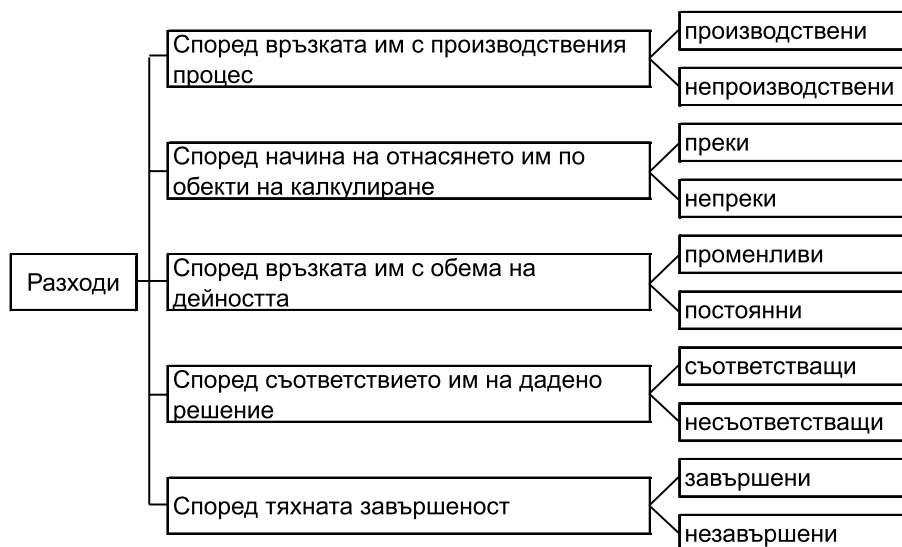 Разходи
Според връзката им с производствения
процес
производствени
непроизводствени
Според начина на отнасянето им по
обекти на калкулиране
преки
непреки
Според връзката им с обема на
дейността
променливи
постоянни
Според съответствието им на дадено
решение
съответстващи
несъответстващи
Според тяхната завършеност
завършени
незавършени